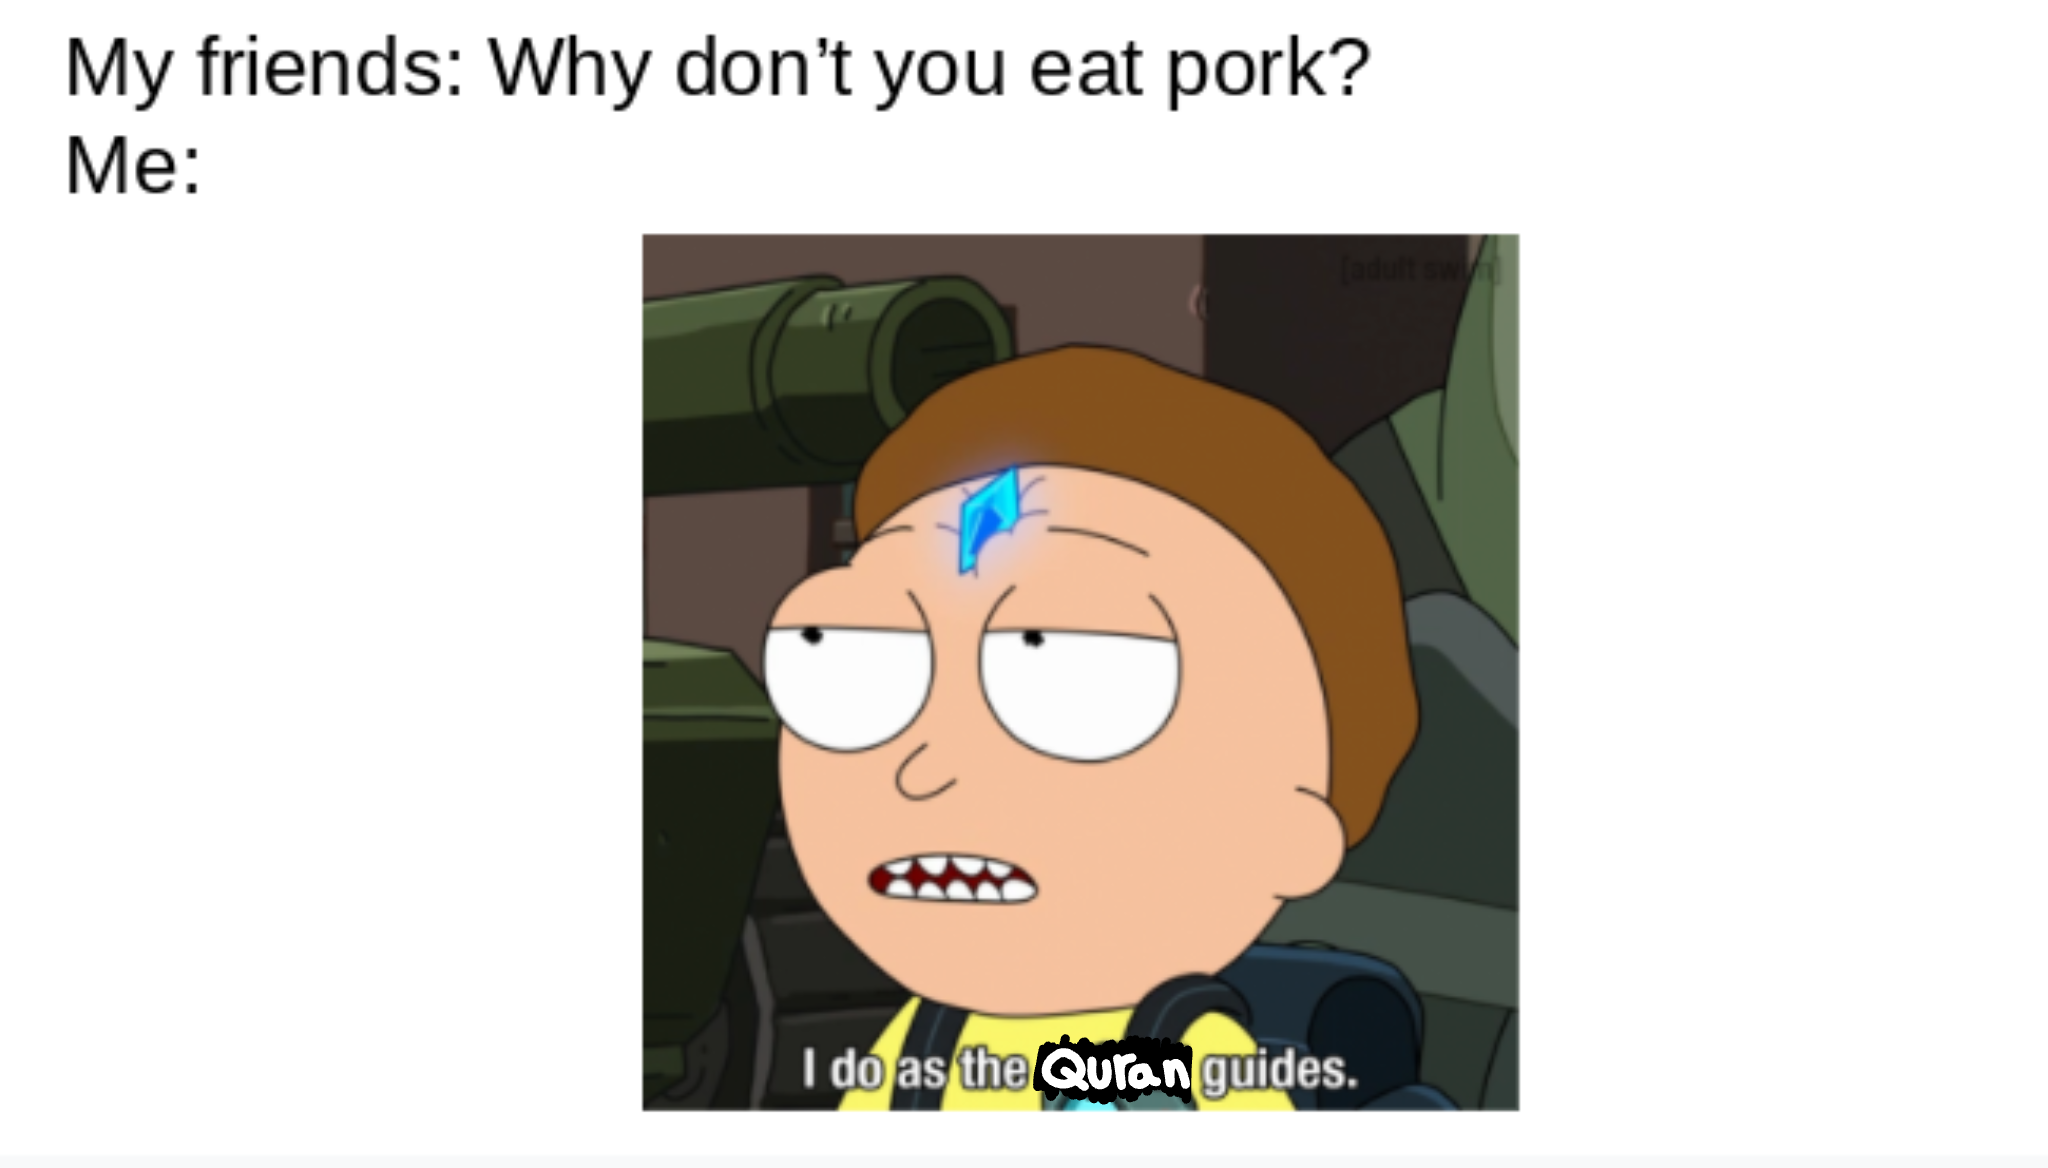 My friends: Why don’t you eat pork?
Me:
[adult swim]
I do as the Quran guides.